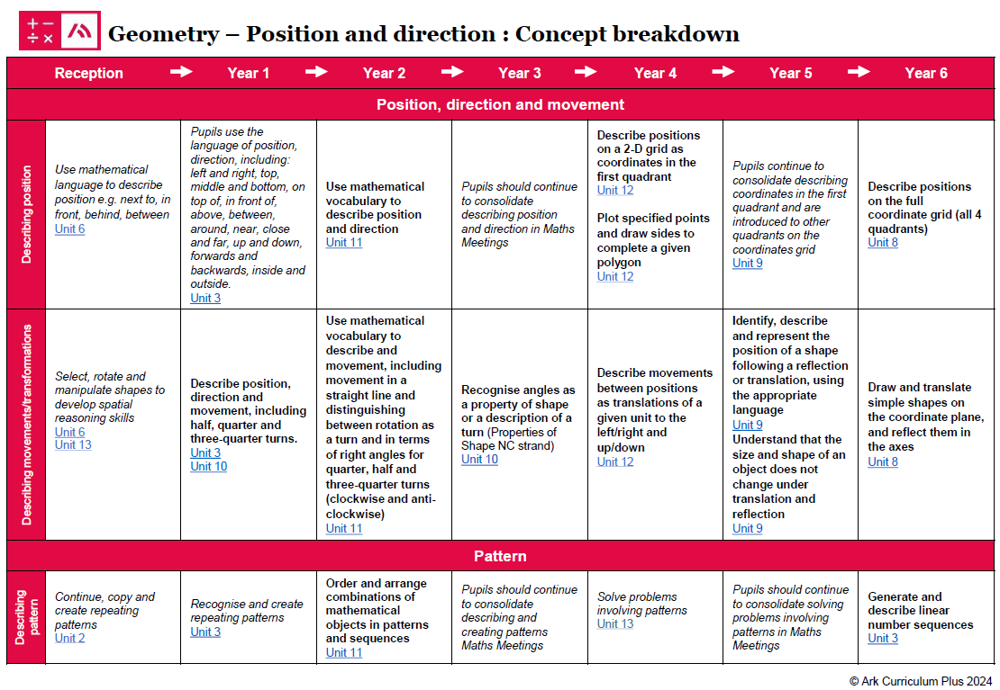 Geometry – Position and direction : Concept breakdown
Reception
Year 1
Year 2
Year 3
Year 4
Year 5
Year 6
Position, direction and movement
Describing position
Use mathematical
language to describe
position e.g. next to, in
front, behind, between
Unit 6
Pupils use the
language of position,
direction, including:
left and right, top,
middle and bottom, on
top of, in front of,
above, between,
around, near, close
and far, up and down,
forwards and
backwards, inside and
outside.
Unit 3
Use mathematical
vocabulary to
describe position
and direction
Unit 11
Pupils should continue
to consolidate
describing position
and direction in Maths
Meetings
Describe positions
on a 2-D grid as
coordinates in the
first quadrant
Unit 12
Plot specified points
and draw sides to
complete a given
polygon
Unit 12
Pupils continue to
consolidate describing
coordinates in the first
quadrant and are
introduced to other
quadrants on the
coordinates grid
Unit 9
Describe positions
on the full
coordinate grid (all 4
quadrants)
Unit 8
Describing movements/transformations
Select, rotate and
manipulate shapes to
develop spatial
reasoning skills
Unit 6
Unit 13
Describe position,
direction and
movement, including
half, quarter and
three-quarter turns.
Unit 3
Unit 10
Use mathematical
vocabulary to
describe and
movement, including
movement in a
straight line and
distinguishing
between rotation as
a turn and in terms
of right angles for
quarter, half and
three-quarter turns
(clockwise and anti-
clockwise)
Unit 11
Recognise angles as
a property of shape
or a description of a
turn (Properties of
Shape NC strand)
Unit 10
Describe movements
between positions
as translations of a
given unit to the
left/right and
up/down
Unit 12
Identify, describe
and represent the
position of a shape
following a reflection
or translation, using
the appropriate
language
Unit 9
Understand that the
size and shape of an
object does not
change under
translation and
reflection
Unit 9
Draw and translate
simple shapes on
the coordinate plane,
and reflect them in
the axes
Unit 8
Pattern
Describing
pattern
Continue, copy and
create repeating
patterns
Unit 2
Recognise and create
repeating patterns
Unit 3
Order and arrange
combinations of
mathematical
objects in patterns
and sequences
Unit 11
Pupils should continue
to consolidate
describing and
creating patterns
Maths Meetings
Solve problems
involving patterns
Unit 13
Pupils should continue
to consolidate solving
problems involving
patterns in Maths
Meetings
Generate and
describe linear
number sequences
Unit 3
© Ark Curriculum Plus 2024